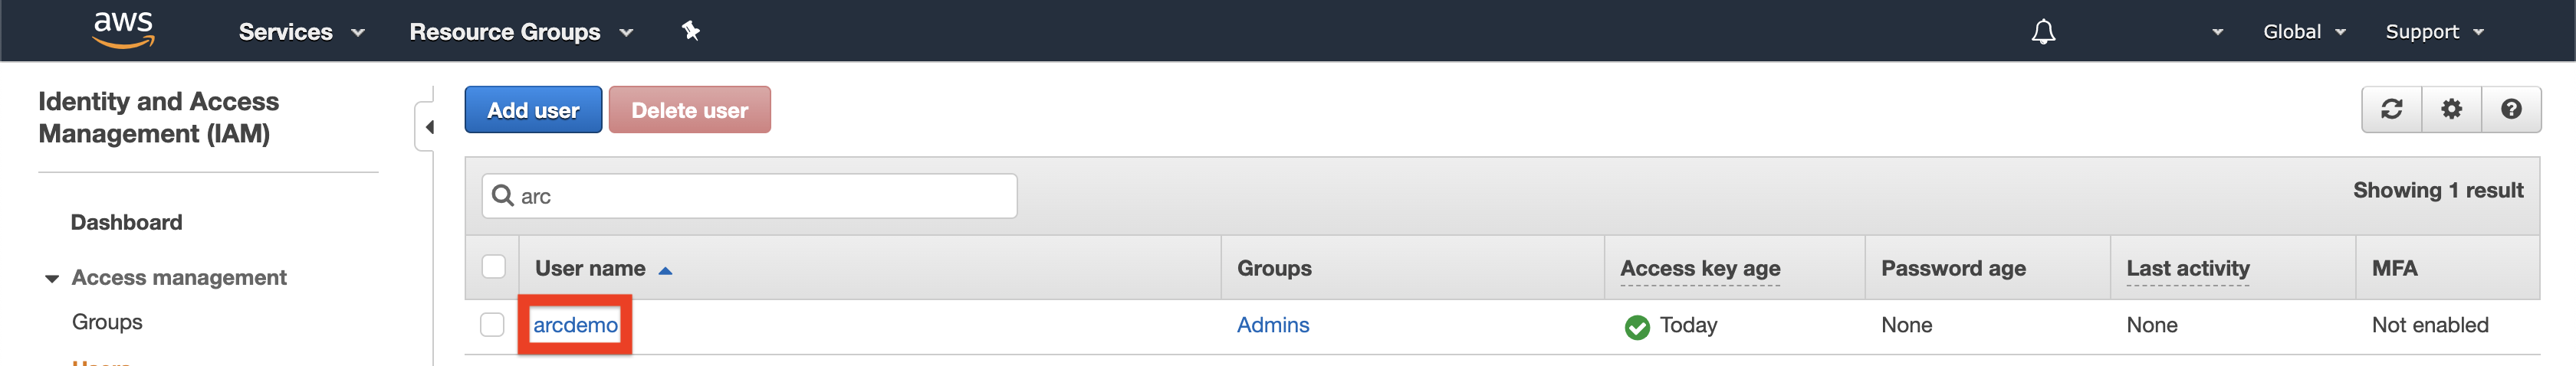 aws
Services
Resource Groups
Global
Support
Identity and Access
Management (IAM)
Dashboard
Access management
Groups
Users
Add user
Delete user
arc
Showing 1 result
User name
Groups
Access key age
Password age
Last activity
MFA
arcdemo
Admins
Today
None
None
Not enabled